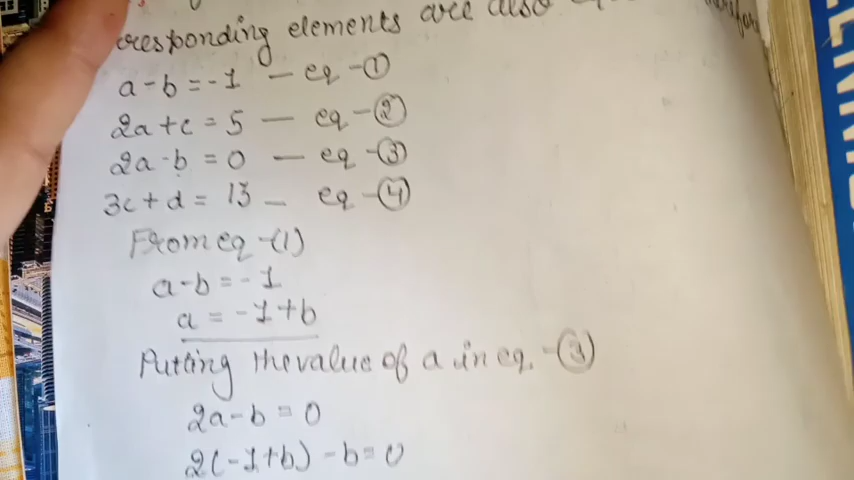 corresponding elements are also
a-b = -1 — eq -①
2a+c = 5 — eq -②
2a-b = 0 — eq -③
3c+d = 13 — eq -④
From eq -(1)
a-b = -1
a = -1+b
Putting the value of a in eq. -③
2a-b = 0
2(-1+b) -b=0